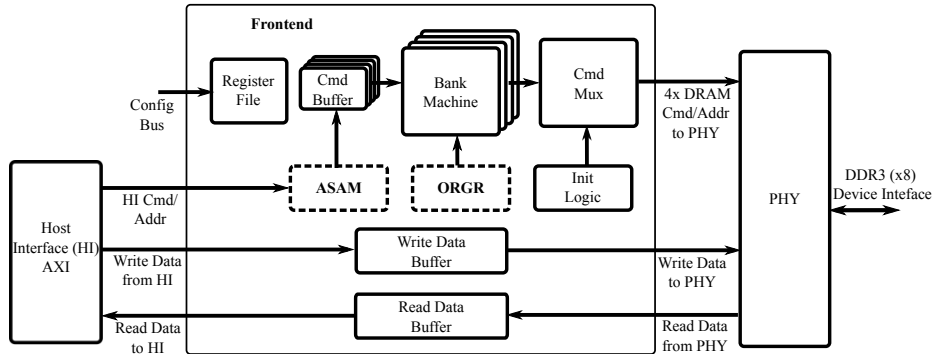 Frontend
Register
File
Cmd
Buffer
Bank
Machine
Cmd
Mux
Config
Bus
4x DRAM
Cmd/Addr
to PHY
ASAM
ORGR
Init
Logic
HI Cmd/
Addr
Host
Interface (HI)
AXI
PHY
DDR3 (x8)
Device Inteface
Write Data
from HI
Write Data
Buffer
Write Data
to PHY
Read Data
to HI
Read Data
Buffer
Read Data
from PHY